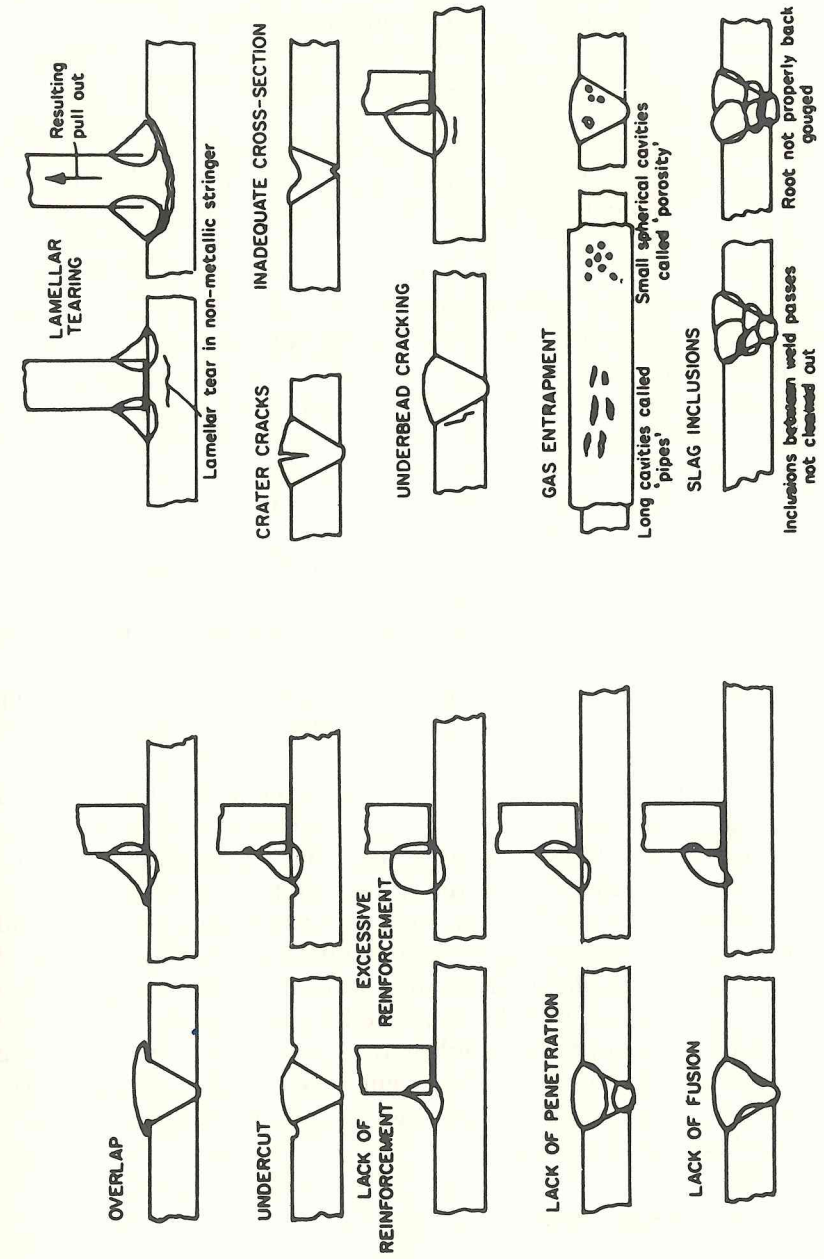 OVERLAP
UNDERCUT
LACK OF
REINFORCEMENT
EXCESSIVE
REINFORCEMENT
LACK OF PENETRATION
LACK OF FUSION
LAMELLAR
TEARING
Resulting
pull out
Lamellar tear in non-metallic stringer
CRATER CRACKS
INADEQUATE CROSS-SECTION
UNDERBEAD CRACKING
GAS ENTRAPMENT
Long cavities called
'pipes'
Small spherical cavities
called 'porosity'
SLAG INCLUSIONS
Inclusions between weld passes
not cleaned out
Root not properly back
gouged